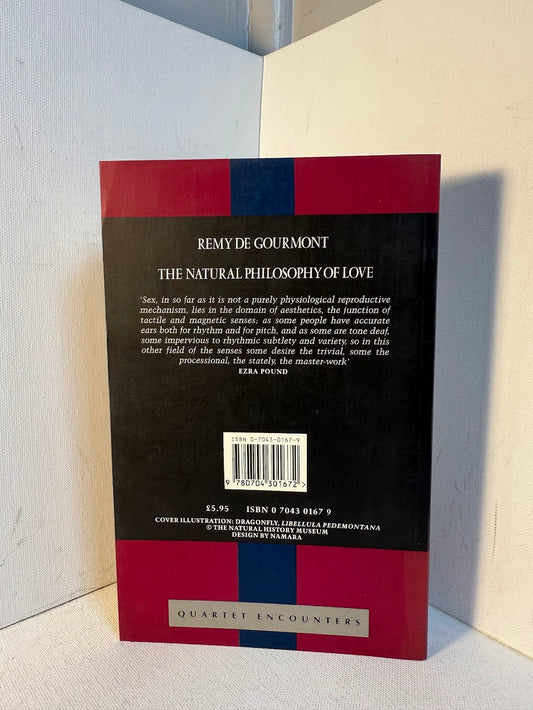 REMY DE GOURMONT
THE NATURAL PHILOSOPHY OF LOVE
'Sex, in so far as it is not a purely physiological reproductive
mechanism, lies in the domain of aesthetics, the junction of
tactile and magnetic senses; as some people have accurate
ears both for rhythm and for pitch, and as some are tone deaf,
some impervious to rhythmic subtlety and variety, so in this
other field of the senses some desire the trivial, some the
processional, the stately, the master-work'
EZRA POUND
ISBN 0-7043-0167-9
9 780704 301672 >
£5.95 ISBN 0 7043 0167 9
COVER ILLUSTRATION: DRAGONFLY, LIBELLULA PEDEMONTANA
© THE NATURAL HISTORY MUSEUM
DESIGN BY NAMARA
QUARTET ENCOUNTERS